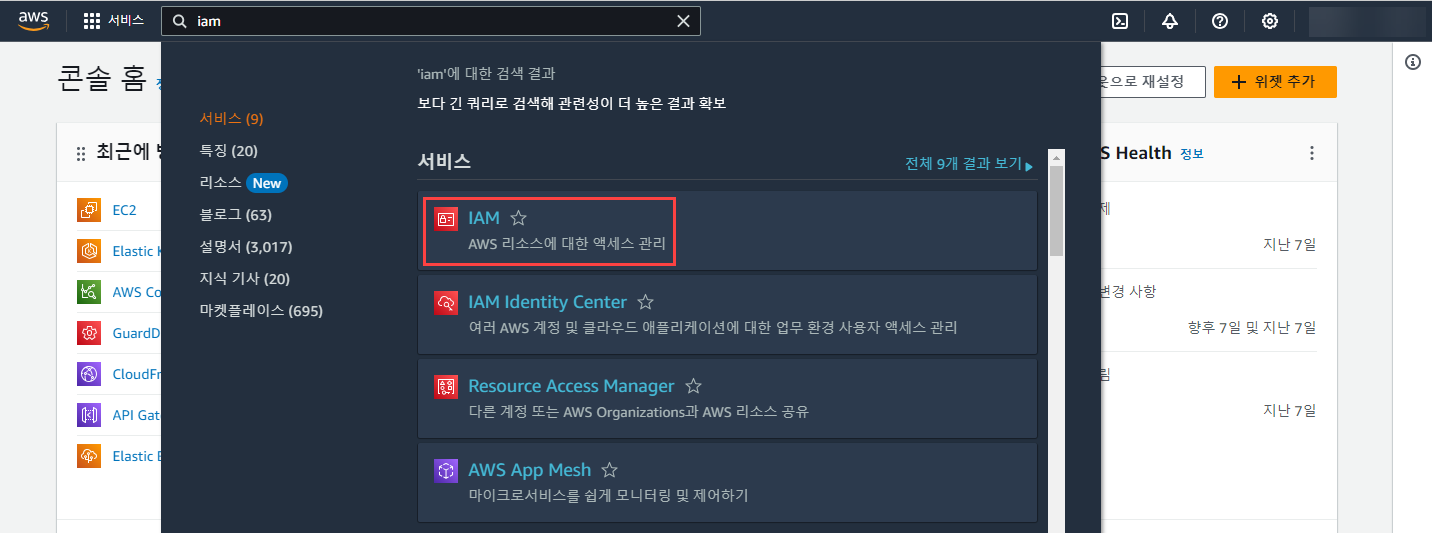 aws
서비스
iam
콘솔 홈
웃으로 재설정
위젯 추가
'iam'에 대한 검색 결과
보다 긴 쿼리로 검색해 관련성이 더 높은 결과 확보
서비스 (9)
특징 (20)
리소스 New
블로그 (63)
설명서 (3,017)
지식 기사 (20)
마켓플레이스 (695)
최근에
EC2
Elastic
AWS
GuardD
CloudFr
API Gat
Elastic
서비스
전체 9개 결과 보기
IAM
AWS 리소스에 대한 액세스 관리
IAM Identity Center
여러 AWS 계정 및 클라우드 애플리케이션에 대한 업무 환경 사용자 액세스 관리
Resource Access Manager
다른 계정 또는 AWS Organizations과 AWS 리소스 공유
AWS App Mesh
마이크로서비스를 쉽게 모니터링 및 제어하기
S Health 정보
제
지난 7일
변경 사항
향후 7일 및 지난 7일
림
지난 7일